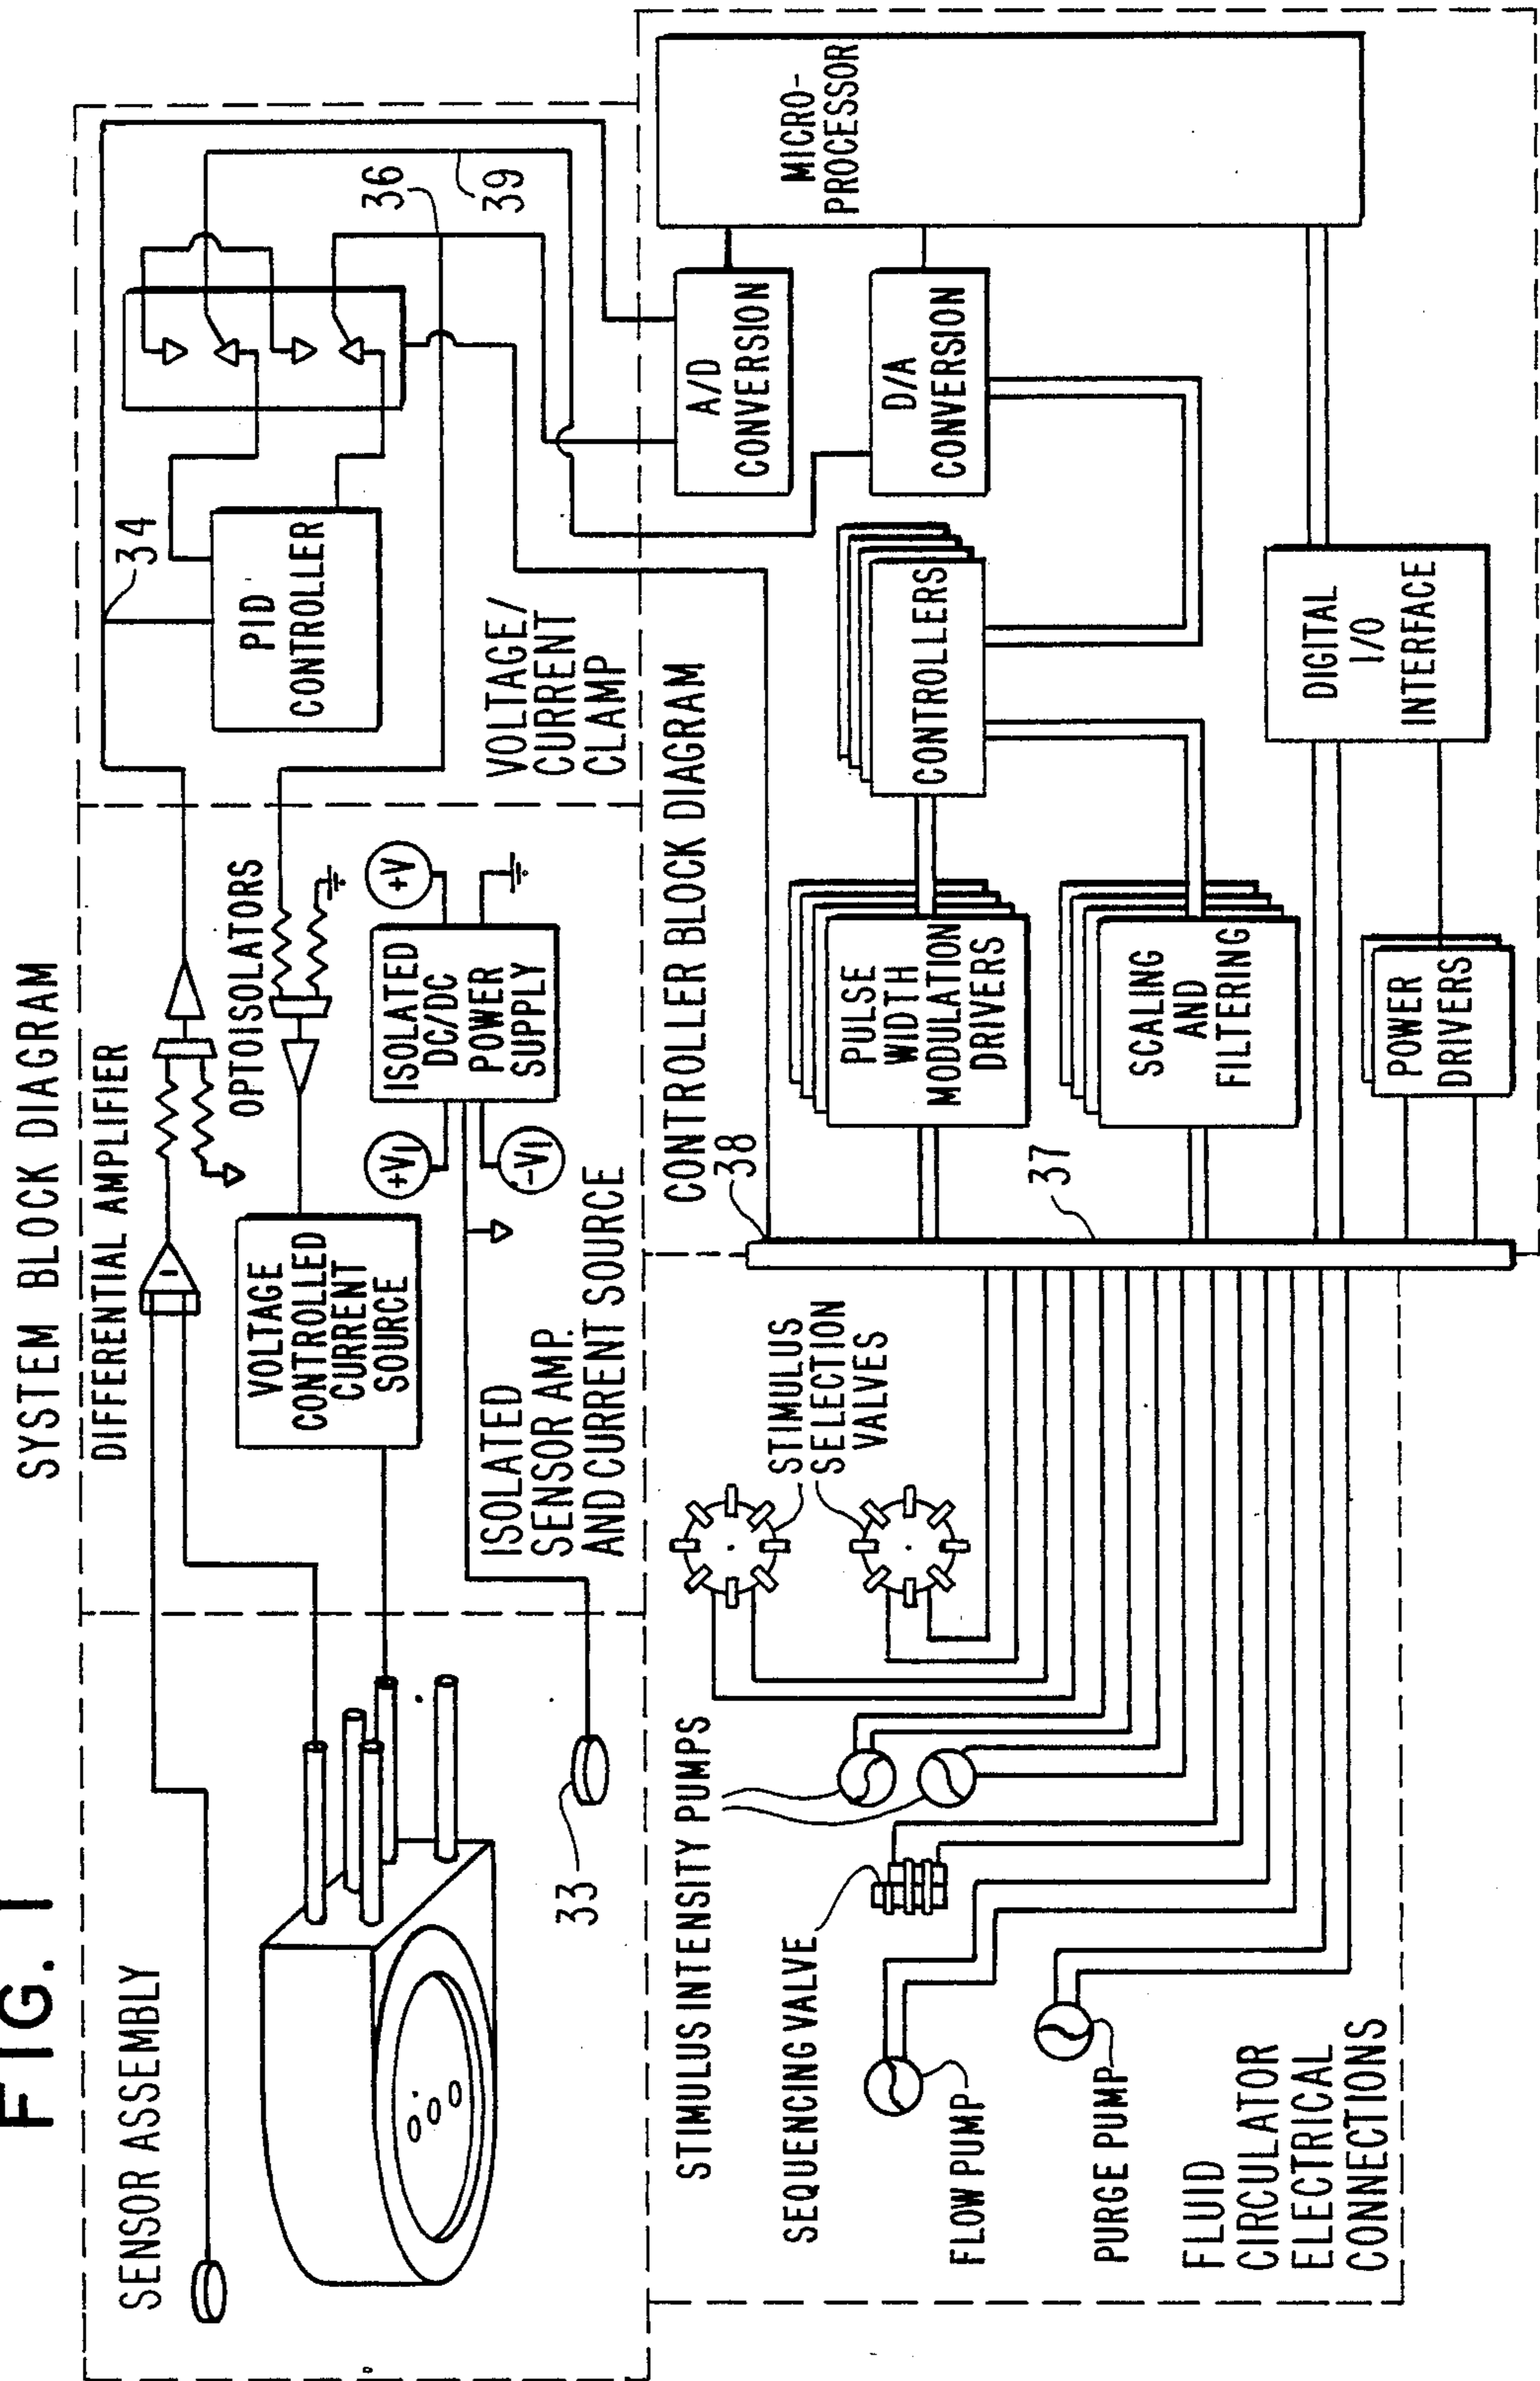 FIG. 1
SYSTEM BLOCK DIAGRAM
SENSOR ASSEMBLY
33
DIFFERENTIAL AMPLIFIER
OPTOISOLATORS
VOLTAGE
CONTROLLED
CURRENT
SOURCE
ISOLATED
DC/DC
POWER
SUPPLY
+V
+V1
-V1
ISOLATED
SENSOR AMP.
AND CURRENT SOURCE
34
PID
CONTROLLER
36
39
VOLTAGE/
CURRENT
CLAMP
STIMULUS INTENSITY PUMPS
STIMULUS
SELECTION
VALVES
SEQUENCING VALVE
FLOW PUMP
PURGE PUMP
FLUID
CIRCULATOR
ELECTRICAL
CONNECTIONS
CONTROLLER BLOCK DIAGRAM
38
37
PULSE
WIDTH
MODULATION
DRIVERS
SCALING
AND
FILTERING
POWER
DRIVERS
CONTROLLERS
DIGITAL
I/O
INTERFACE
A/D
CONVERSION
D/A
CONVERSION
MICRO-
PROCESSOR